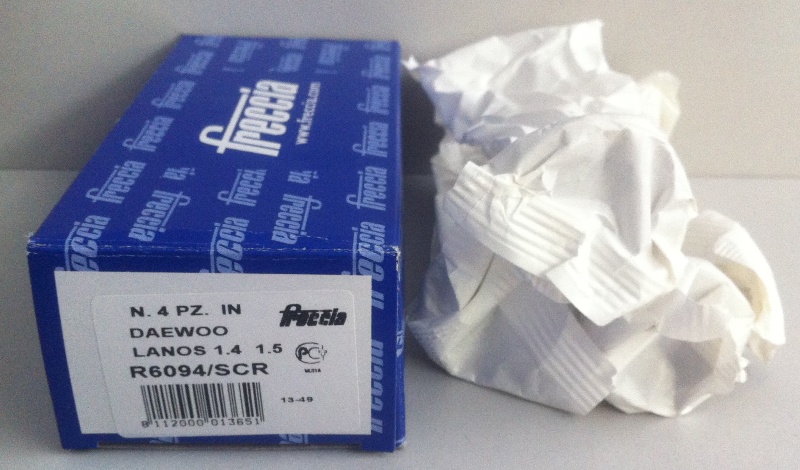 freccia
www.freccia.com
N. 4 PZ. IN
freccia
DAEWOO
LANOS 1.4 1.5
R6094/SCR
13-49
8 112000 013651